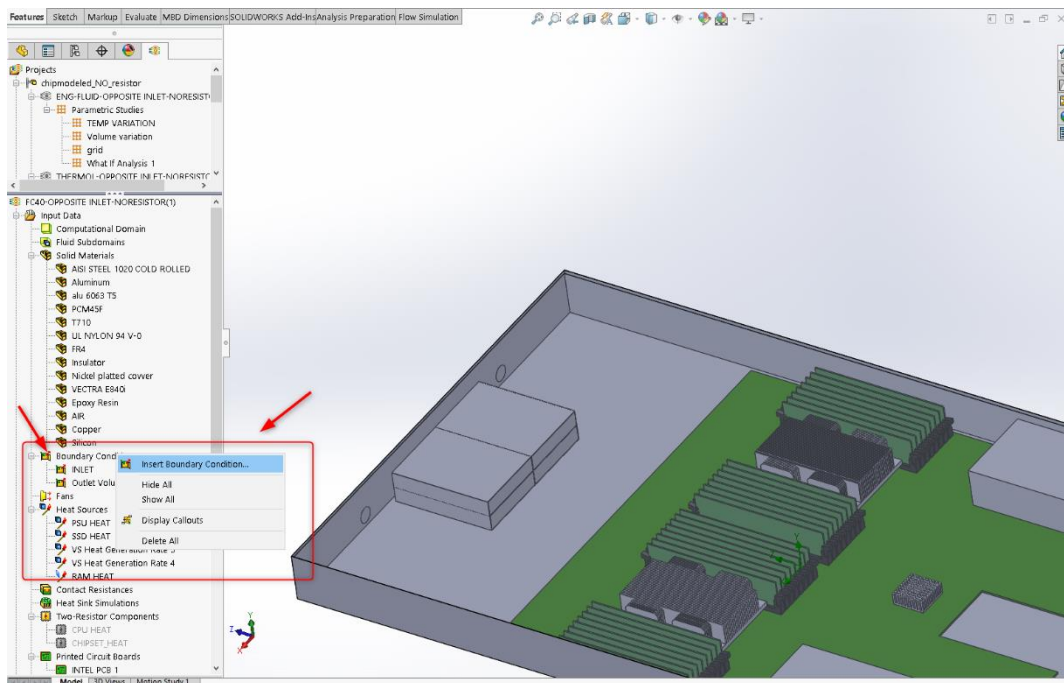 Features Sketch Markup Evaluate MBD Dimensions SOLIDWORKS Add-Ins Analysis Preparation Flow Simulation
Projects
chipmodeled_NO_resistor
ENG-FLUID-OPPOSITE INLET-NORESIST
Parametric Studies
TEMP VARIATION
Volume variation
grid
What If Analysis 1
THERMOL-OPPOSITE INLET-NORESISTC
FC40-OPPOSITE INLET-NORESISTOR(1)
Input Data
Computational Domain
Fluid Subdomains
Solid Materials
AISI STEEL 1020 COLD ROLLED
Aluminum
alu 6063 T5
PCM45F
T710
UL NYLON 94 V-0
FR4
Insulator
Nickel platted covver
VECTRA E840i
Epoxy Resin
AIR
Copper
Silicon
Boundary Cond
INLET
Outlet Volu
Fans
Heat Sources
PSU HEAT
SSD HEAT
VS Heat Generation Rate 3
VS Heat Generation Rate 4
RAM HEAT
Contact Resistances
Heat Sink Simulations
Two-Resistor Components
CPU HEAT
CHIPSET_HEAT
Printed Circuit Boards
INTEL PCB 1
Insert Boundary Condition...
Hide All
Show All
Display Callouts
Delete All
Y
Z
X
Y
Model 3D Views Motion Study 1